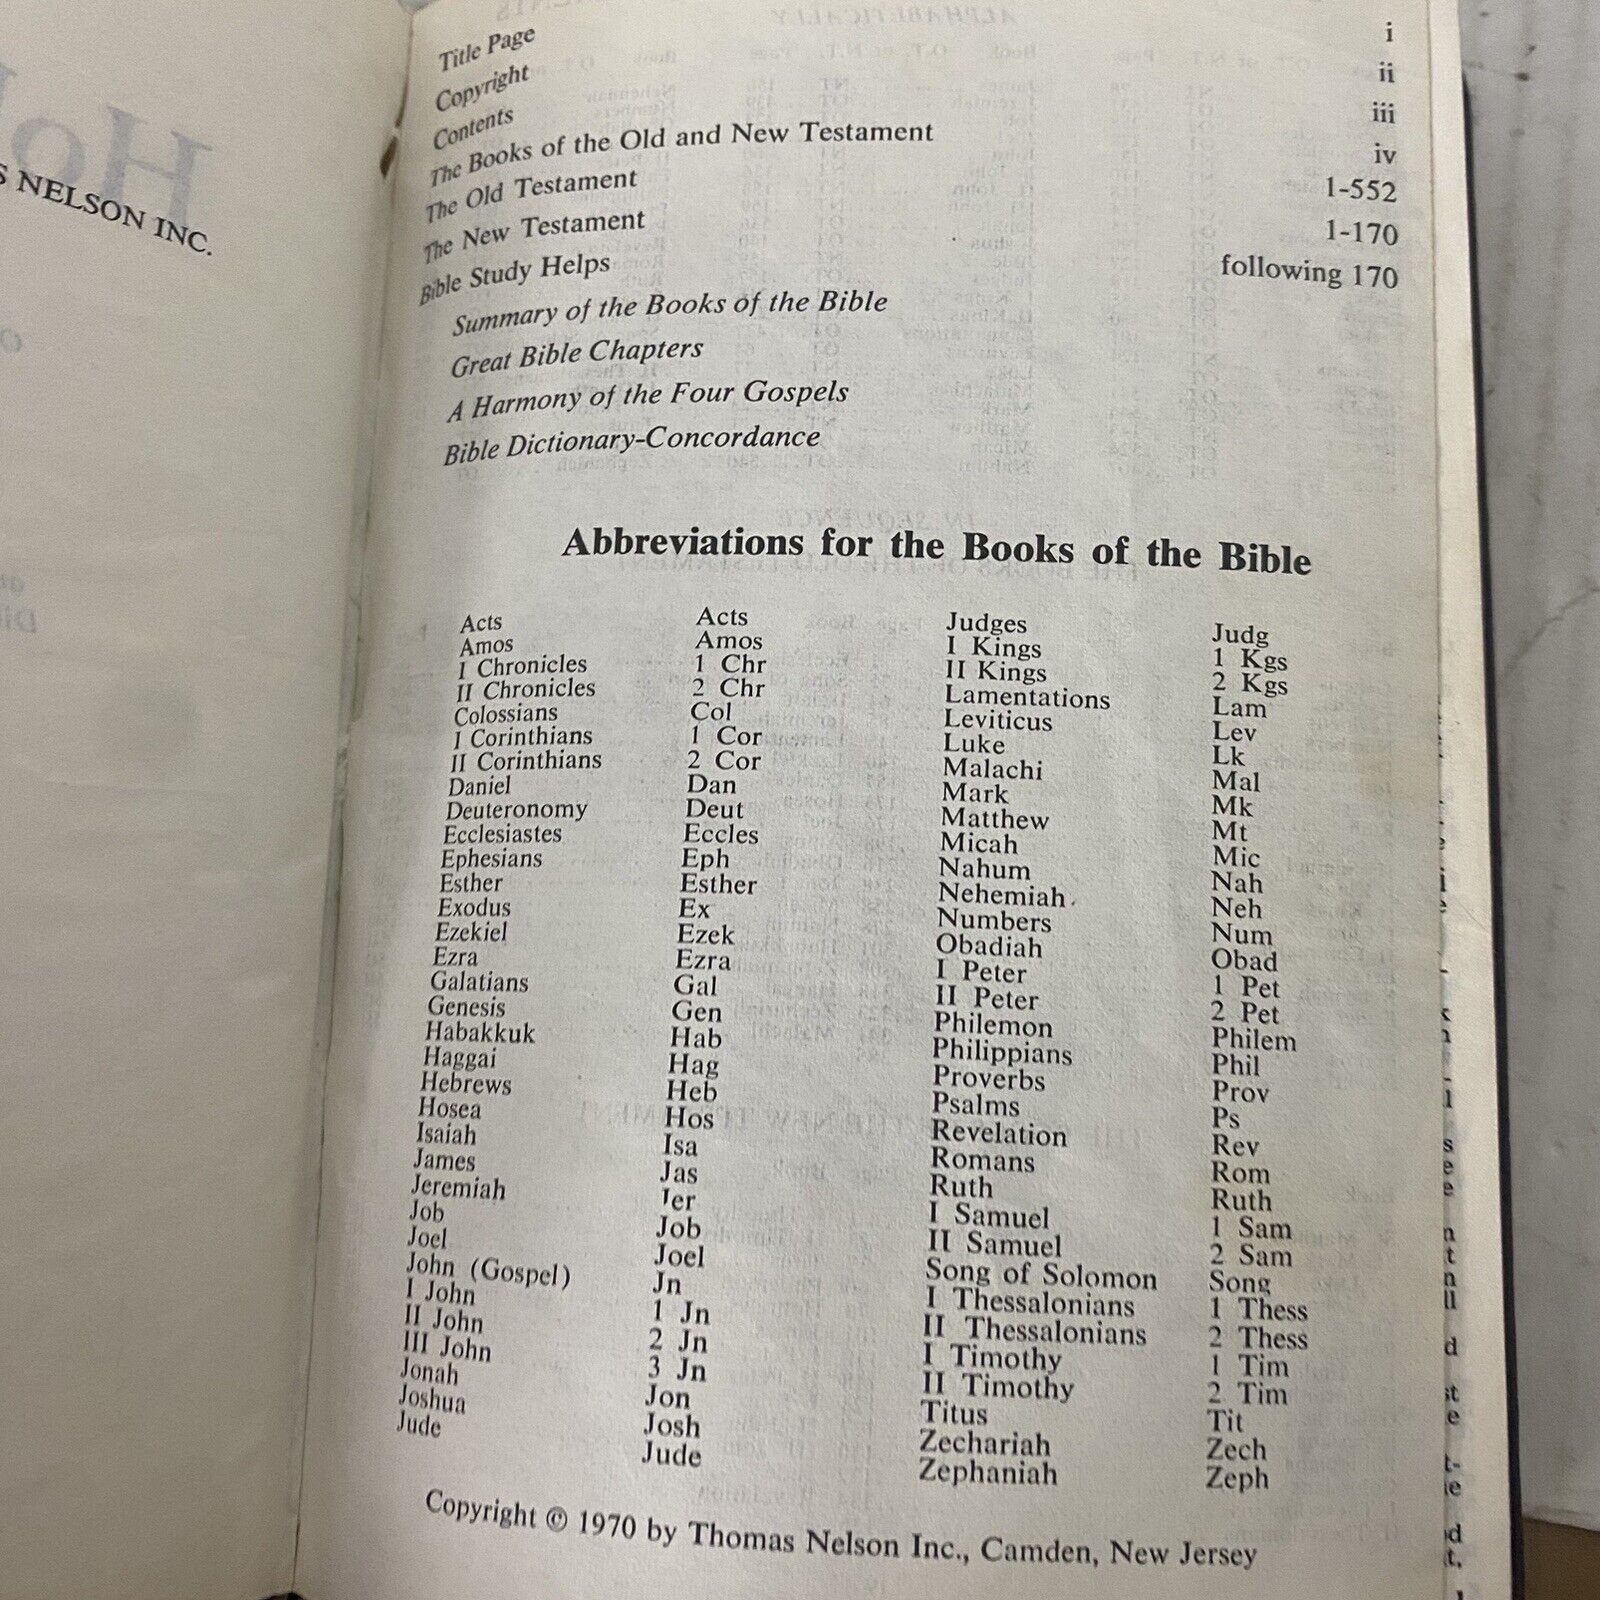 S NELSON INC.
Title Page i
Copyright ii
Contents iii
The Books of the Old and New Testament iv
The Old Testament 1-552
The New Testament 1-170
Bible Study Helps following 170
Summary of the Books of the Bible
Great Bible Chapters
A Harmony of the Four Gospels
Bible Dictionary-Concordance
Abbreviations for the Books of the Bible
Acts Acts Judges Judg
Amos Amos I Kings 1 Kgs
I Chronicles 1 Chr II Kings 2 Kgs
II Chronicles 2 Chr Lamentations Lam
Colossians Col Leviticus Lev
I Corinthians 1 Cor Luke Lk
II Corinthians 2 Cor Malachi Mal
Daniel Dan Mark Mk
Deuteronomy Deut Matthew Mt
Ecclesiastes Eccles Micah Mic
Ephesians Eph Nahum Nah
Esther Esther Nehemiah Neh
Exodus Ex Numbers Num
Ezekiel Ezek Obadiah Obad
Ezra Ezra I Peter 1 Pet
Galatians Gal II Peter 2 Pet
Genesis Gen Philemon Philem
Habakkuk Hab Philippians Phil
Haggai Hag Proverbs Prov
Hebrews Heb Psalms Ps
Hosea Hos Revelation Rev
Isaiah Isa Romans Rom
James Jas Ruth Ruth
Jeremiah Jer I Samuel 1 Sam
Job Job II Samuel 2 Sam
Joel Joel Song of Solomon Song
John (Gospel) Jn I Thessalonians 1 Thess
I John 1 Jn II Thessalonians 2 Thess
II John 2 Jn I Timothy 1 Tim
III John 3 Jn II Timothy 2 Tim
Jonah Jon Titus Tit
Joshua Josh Zechariah Zech
Jude Jude Zephaniah Zeph
Copyright © 1970 by Thomas Nelson Inc., Camden, New Jersey